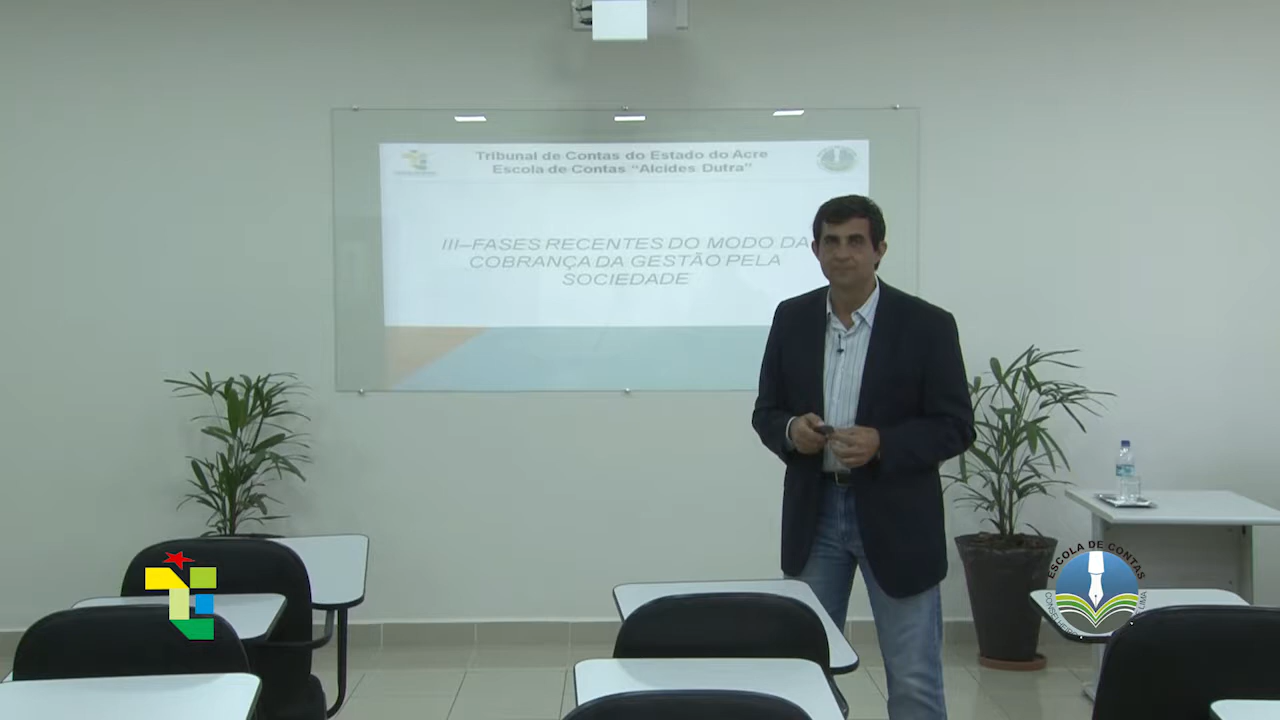 Tribunal de Contas do Estado do Acre
Escola de Contas “Alcides Dutra”
III–FASES RECENTES DO MODO DA
COBRANÇA DA GESTÃO PELA
SOCIEDADE
ESCOLA DE CONTAS